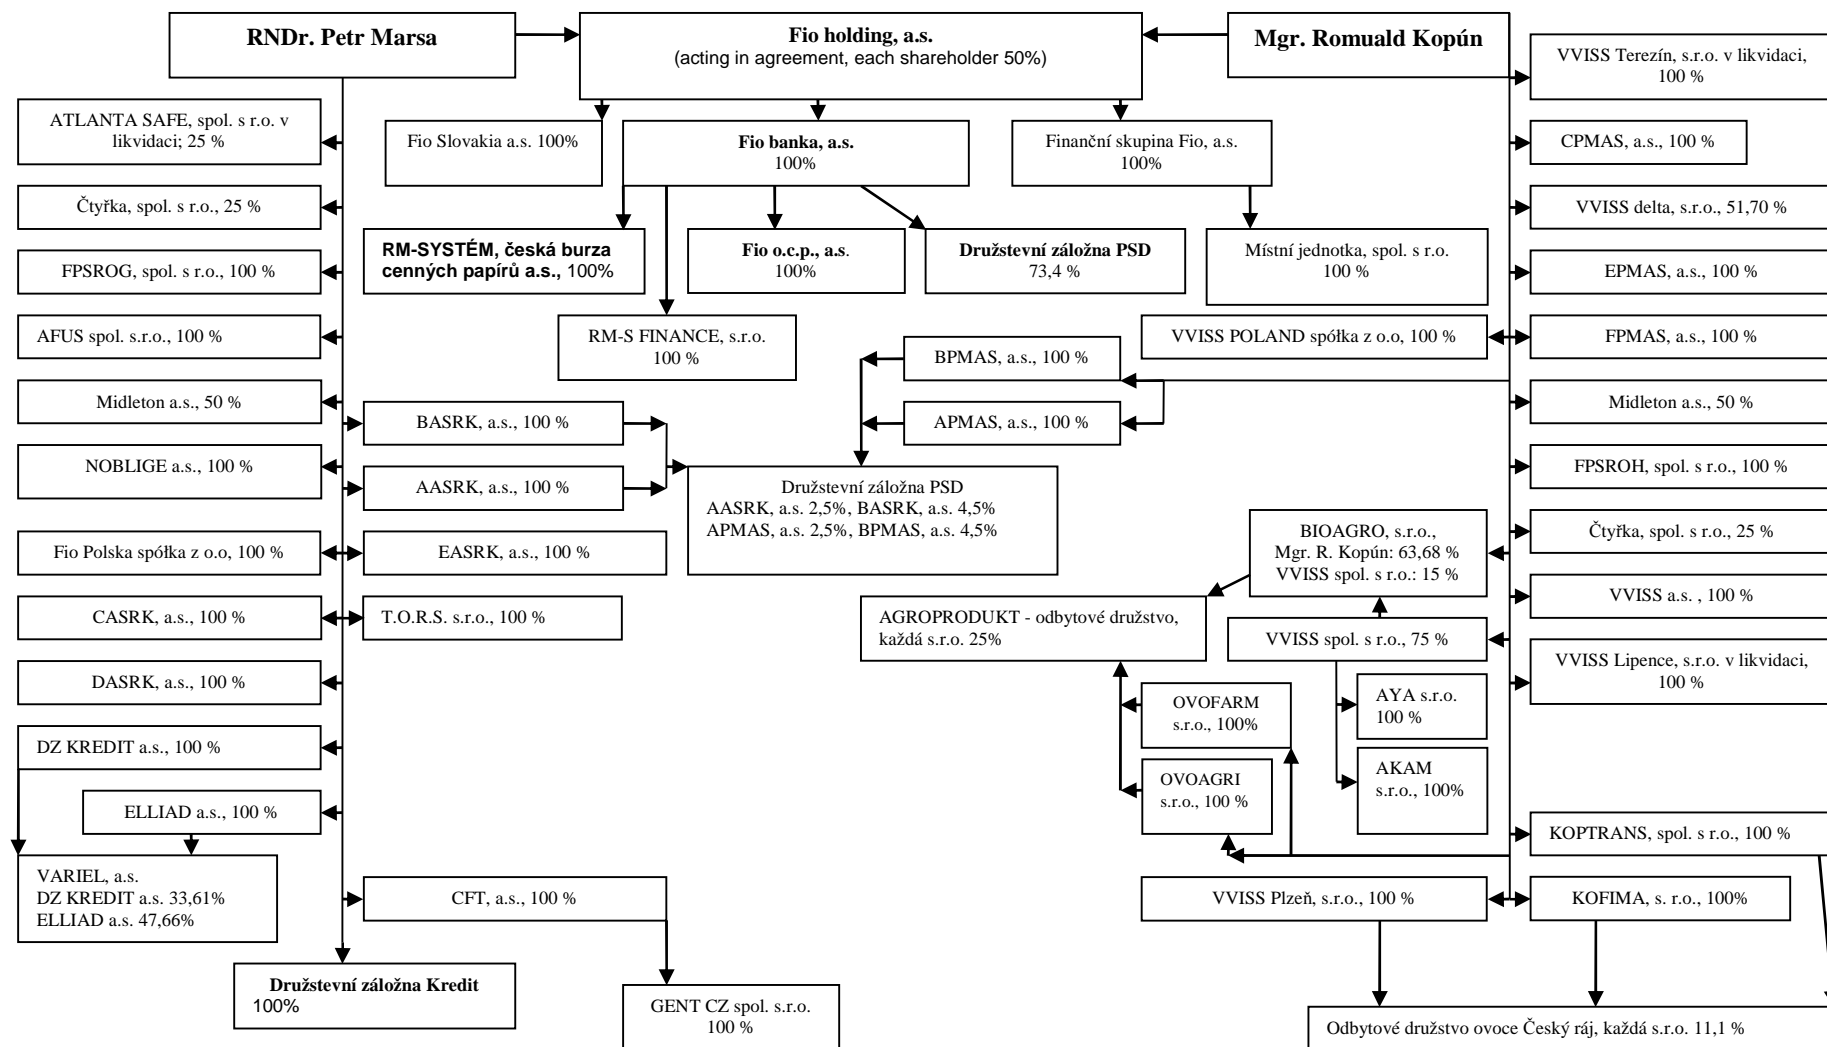 RNDr. Petr Marsa
Fio holding, a.s.
(acting in agreement, each shareholder 50%)
Mgr. Romuald Kopún
ATLANTA SAFE, spol. s r.o. v
likvidaci; 25 %
Čtyřka, spol. s r.o., 25 %
FPSROG, spol. s r.o., 100 %
AFUS spol. s.r.o., 100 %
Midleton a.s., 50 %
NOBLIGE a.s., 100 %
Fio Polska spółka z o.o, 100 %
CASRK, a.s., 100 %
DASRK, a.s., 100 %
DZ KREDIT a.s., 100 %
ELLIAD a.s., 100 %
VARIEL, a.s.
DZ KREDIT a.s. 33,61%
ELLIAD a.s. 47,66%
BASRK, a.s., 100 %
AASRK, a.s., 100 %
EASRK, a.s., 100 %
T.O.R.S. s.r.o., 100 %
CFT, a.s., 100 %
Družstevní záložna Kredit
100%
GENT CZ spol. s.r.o.
100 %
Fio Slovakia a.s. 100%
Fio banka, a.s.
100%
Finanční skupina Fio, a.s.
100%
RM-SYSTÉM, česká burza
cenných papírů a.s., 100%
Fio o.c.p., a.s.
100%
Družstevní záložna PSD
73,4 %
Místní jednotka, spol. s r.o.
100 %
RM-S FINANCE, s.r.o.
100 %
BPMAS, a.s., 100 %
APMAS, a.s., 100 %
Družstevní záložna PSD
AASRK, a.s. 2,5%, BASRK, a.s. 4,5%
APMAS, a.s. 2,5%, BPMAS, a.s. 4,5%
VVISS POLAND spółka z o.o, 100 %
BIOAGRO, s.r.o.,
Mgr. R. Kopún: 63,68 %
VVISS spol. s r.o.: 15 %
AGROPRODUKT - odbytové družstvo,
každá s.r.o. 25%
VVISS spol. s r.o., 75 %
OVOFARM
s.r.o., 100%
OVOAGRI
s.r.o., 100 %
AYA s.r.o.
100 %
AKAM
s.r.o., 100%
VVISS Plzeň, s.r.o., 100 %
VVISS Terezín, s.r.o. v likvidaci,
100 %
CPMAS, a.s., 100 %
VVISS delta, s.r.o., 51,70 %
EPMAS, a.s., 100 %
FPMAS, a.s., 100 %
Midleton a.s., 50 %
FPSROH, spol. s r.o., 100 %
Čtyřka, spol. s r.o., 25 %
VVISS a.s. , 100 %
VVISS Lipence, s.r.o. v likvidaci,
100 %
KOPTRANS, spol. s r.o., 100 %
KOFIMA, s. r.o., 100%
Odbytové družstvo ovoce Český ráj, každá s.r.o. 11,1 %